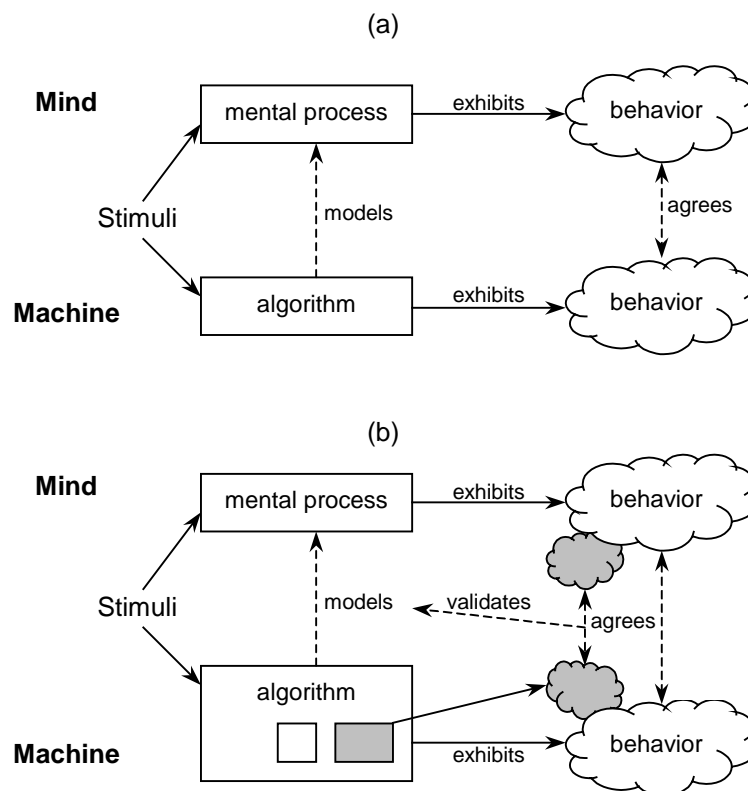 (a)
Mind
mental process
exhibits
behavior
Stimuli
models
agrees
Machine
algorithm
exhibits
behavior
(b)
Mind
mental process
exhibits
behavior
Stimuli
models
validates
agrees
algorithm
Machine
exhibits
behavior